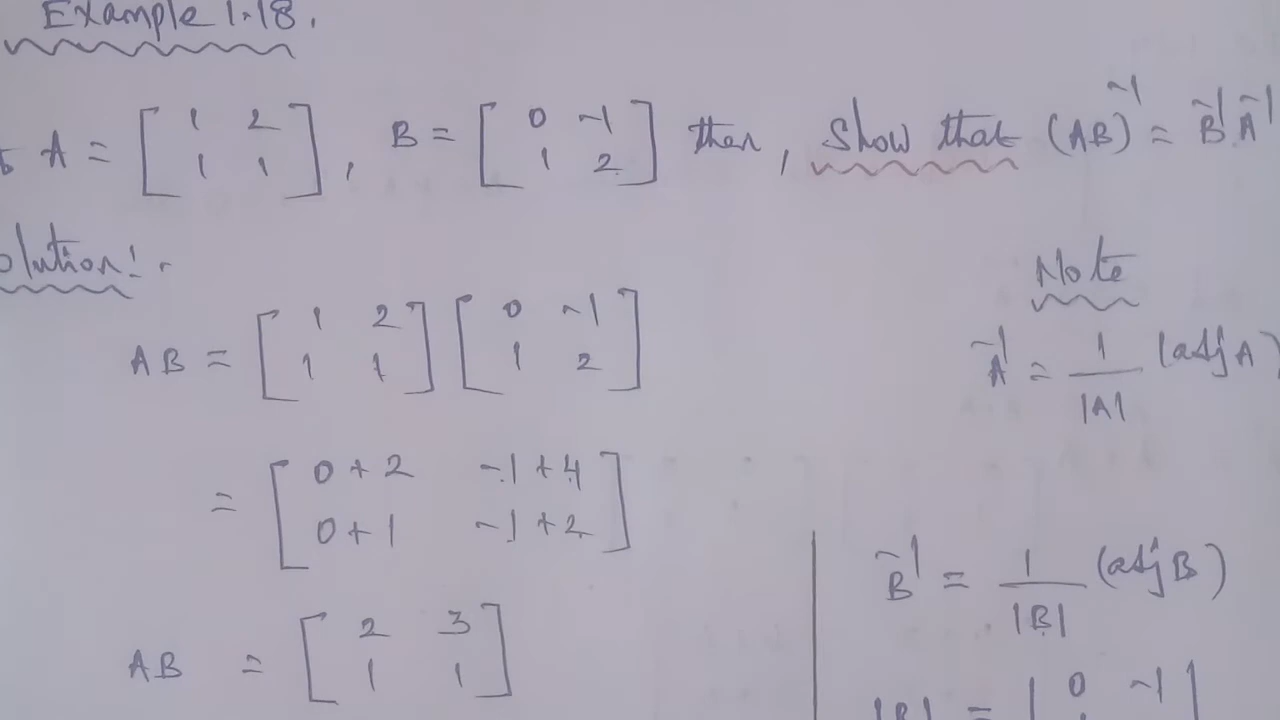 Example 1.18.
A = [ 1 2
1 1 ], B = [ 0 -1
1 2 ] then, Show that (AB)^-1 = B^-1 A^-1
olution:-
Note
AB = [ 1 2
1 1 ] [ 0 -1
1 2 ]
A^-1 = 1/|A| (adj A)
= [ 0+2 -1+4
0+1 -1+2 ]
B^-1 = 1/|B| (adj B)
AB = [ 2 3
1 1 ]
|B| = | 0 -1 |